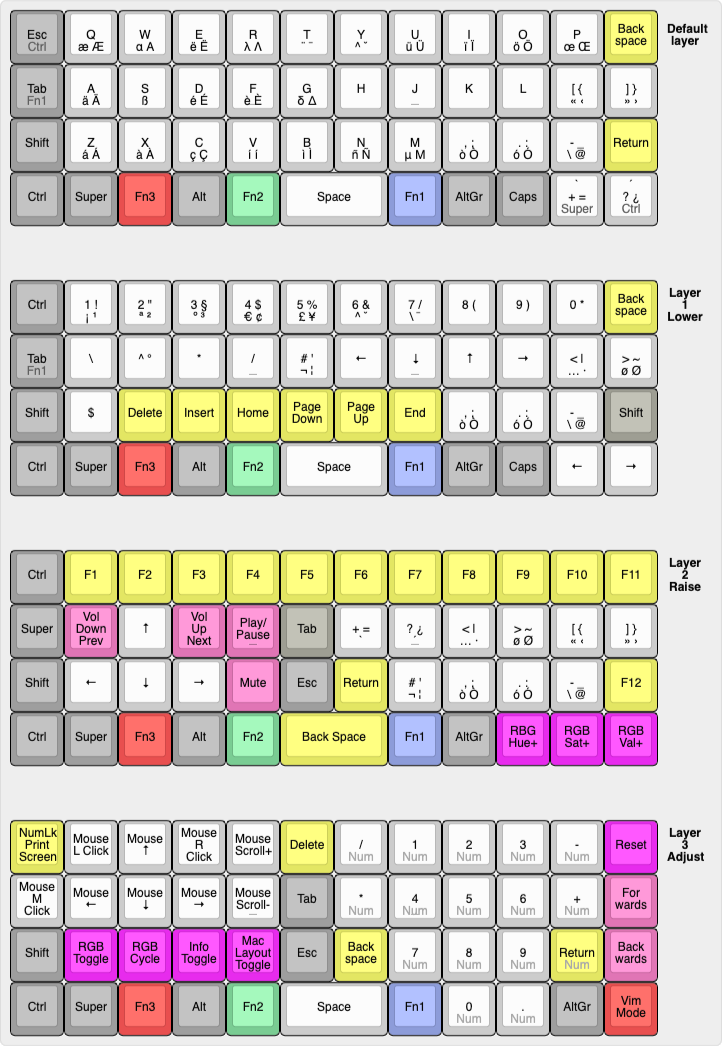 Esc Q W E R T Y U I O P Back space Default layer
Ctrl æ Æ α Α ë Ë λ Λ ¨ ˝ ^ ˇ ü Ü ï Ï ö Ö œ Œ
Tab A S D F G H J K L [ { ] }
Fn1 ä Ä ß é É è È δ Δ _ « ‹ » ›
Shift Z X C V B N M , ; . : - _ Return
á Á à À ç Ç í í ì Ì ñ Ñ µ M ò Ò ó Ó \ @
Ctrl Super Fn3 Alt Fn2 Space Fn1 AltGr Caps ` + = Super ´ ? ¿ Ctrl
Ctrl 1 ! 2 " 3 § 4 $ 5 % 6 & 7 / 8 ( 9 ) 0 * Back space Layer 1 Lower
¡ ¹ ª ² º ³ € ¢ £ ¥ ^ ˇ \ ¯
Tab \ ^ ° * / # ' ← ↓ ↑ → < | > ~
Fn1 _ ¬ ¦ _ … · ø Ø
Shift $ Delete Insert Home Page Down Page Up End , ; . : - _ Shift
ò Ò ó Ó \ @
Ctrl Super Fn3 Alt Fn2 Space Fn1 AltGr Caps ← →
Ctrl F1 F2 F3 F4 F5 F6 F7 F8 F9 F10 F11 Layer 2 Raise
Super Vol Down Prev ↑ Vol Up Next Play/ Pause _ Tab + = ` ? ¿ _ < | > ~ [ { ] }
… · ø Ø « ‹ » ›
Shift ← ↓ → Mute Esc Return # ' , ; . : - _ F12
¬ ¦ ò Ò ó Ó \ @
Ctrl Super Fn3 Alt Fn2 Back Space Fn1 AltGr RBG Hue+ RGB Sat+ RGB Val+
NumLk Print Screen Mouse L Click Mouse ↑ Mouse R Click Mouse Scroll+ Delete / Num 1 Num 2 Num 3 Num - Num Reset Layer 3 Adjust
Mouse M Click Mouse ← Mouse ↓ Mouse → Mouse Scroll- _ Tab * Num 4 Num 5 Num 6 Num + Num For wards
Shift RGB Toggle RGB Cycle Info Toggle Mac Layout Toggle Esc Back space 7 Num 8 Num 9 Num Return Num Back wards
Ctrl Super Fn3 Alt Fn2 Space Fn1 0 Num . Num AltGr Vim Mode